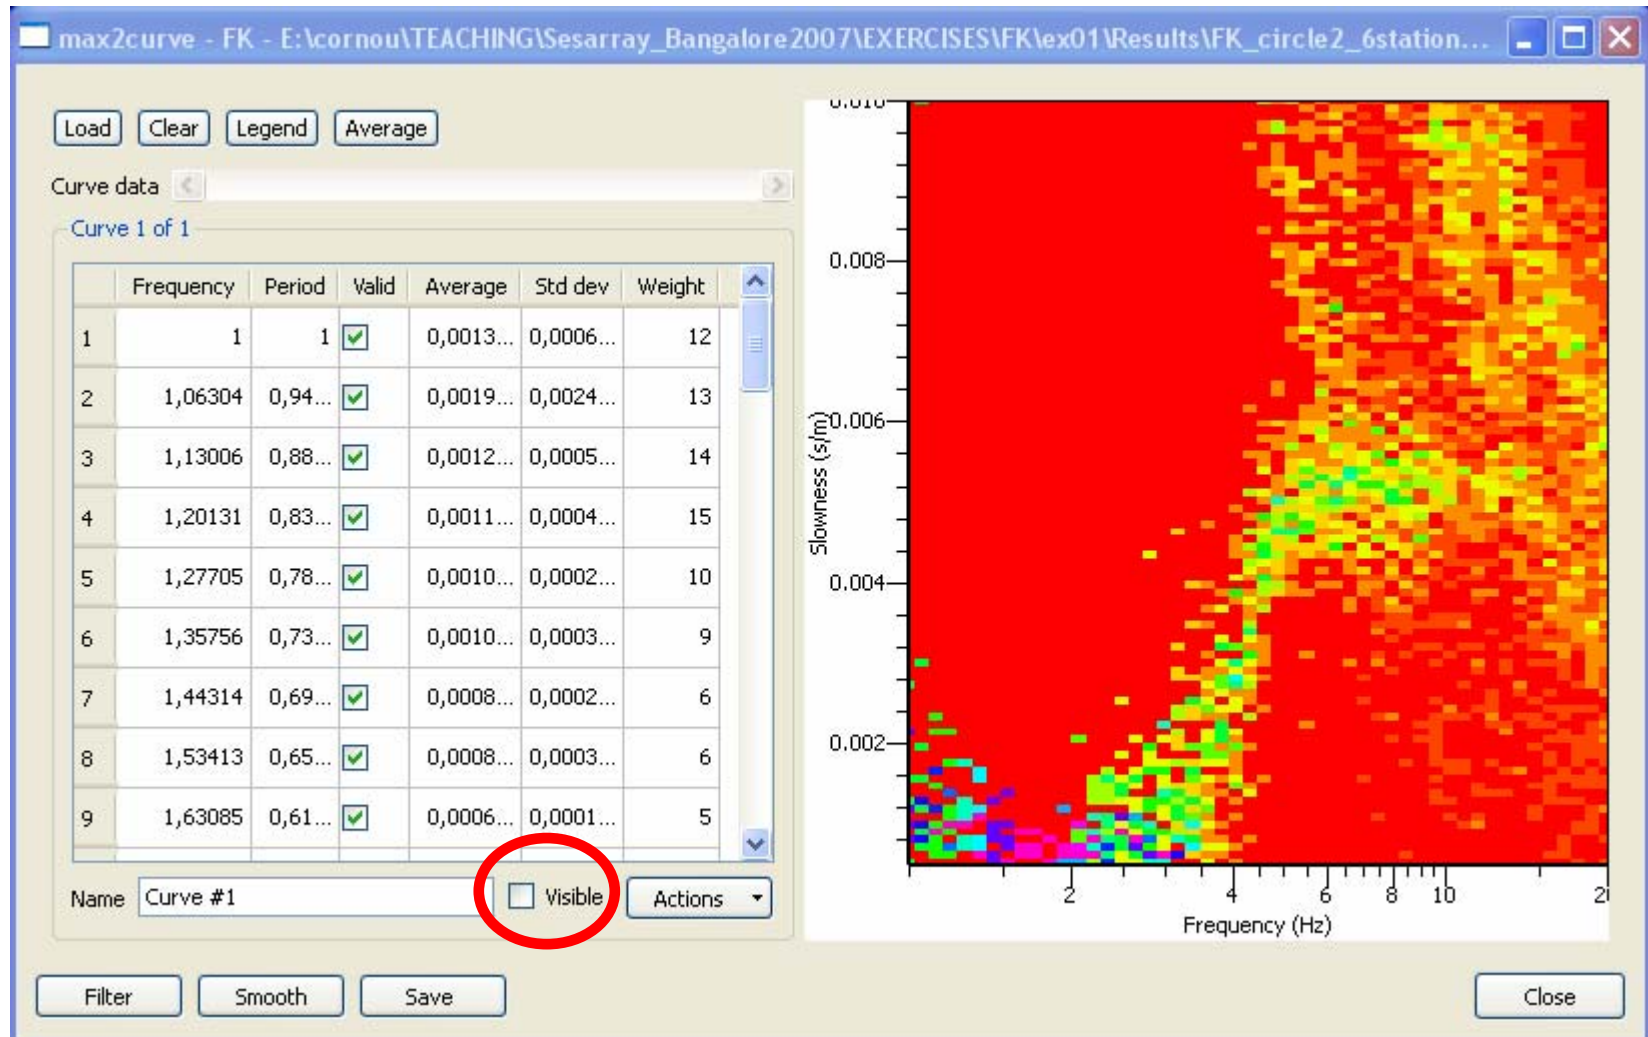 max2curve - FK - E:\cornou\TEACHING\Sesarray_Bangalore2007\EXERCISES\FK\ex01\Results\FK_circle2_6station...
Load Clear Legend Average
Curve data
Curve 1 of 1
Frequency Period Valid Average Std dev Weight
1 1 1 0,0013... 0,0006... 12
2 1,06304 0,94... 0,0019... 0,0024... 13
3 1,13006 0,88... 0,0012... 0,0005... 14
4 1,20131 0,83... 0,0011... 0,0004... 15
5 1,27705 0,78... 0,0010... 0,0002... 10
6 1,35756 0,73... 0,0010... 0,0003... 9
7 1,44314 0,69... 0,0008... 0,0002... 6
8 1,53413 0,65... 0,0008... 0,0003... 6
9 1,63085 0,61... 0,0006... 0,0001... 5
Name Curve #1 Visible Actions
Filter Smooth Save
0.010
0.008
0.006
0.004
0.002
Slowness (s/m)
2 4 6 8 10
Frequency (Hz)
Close